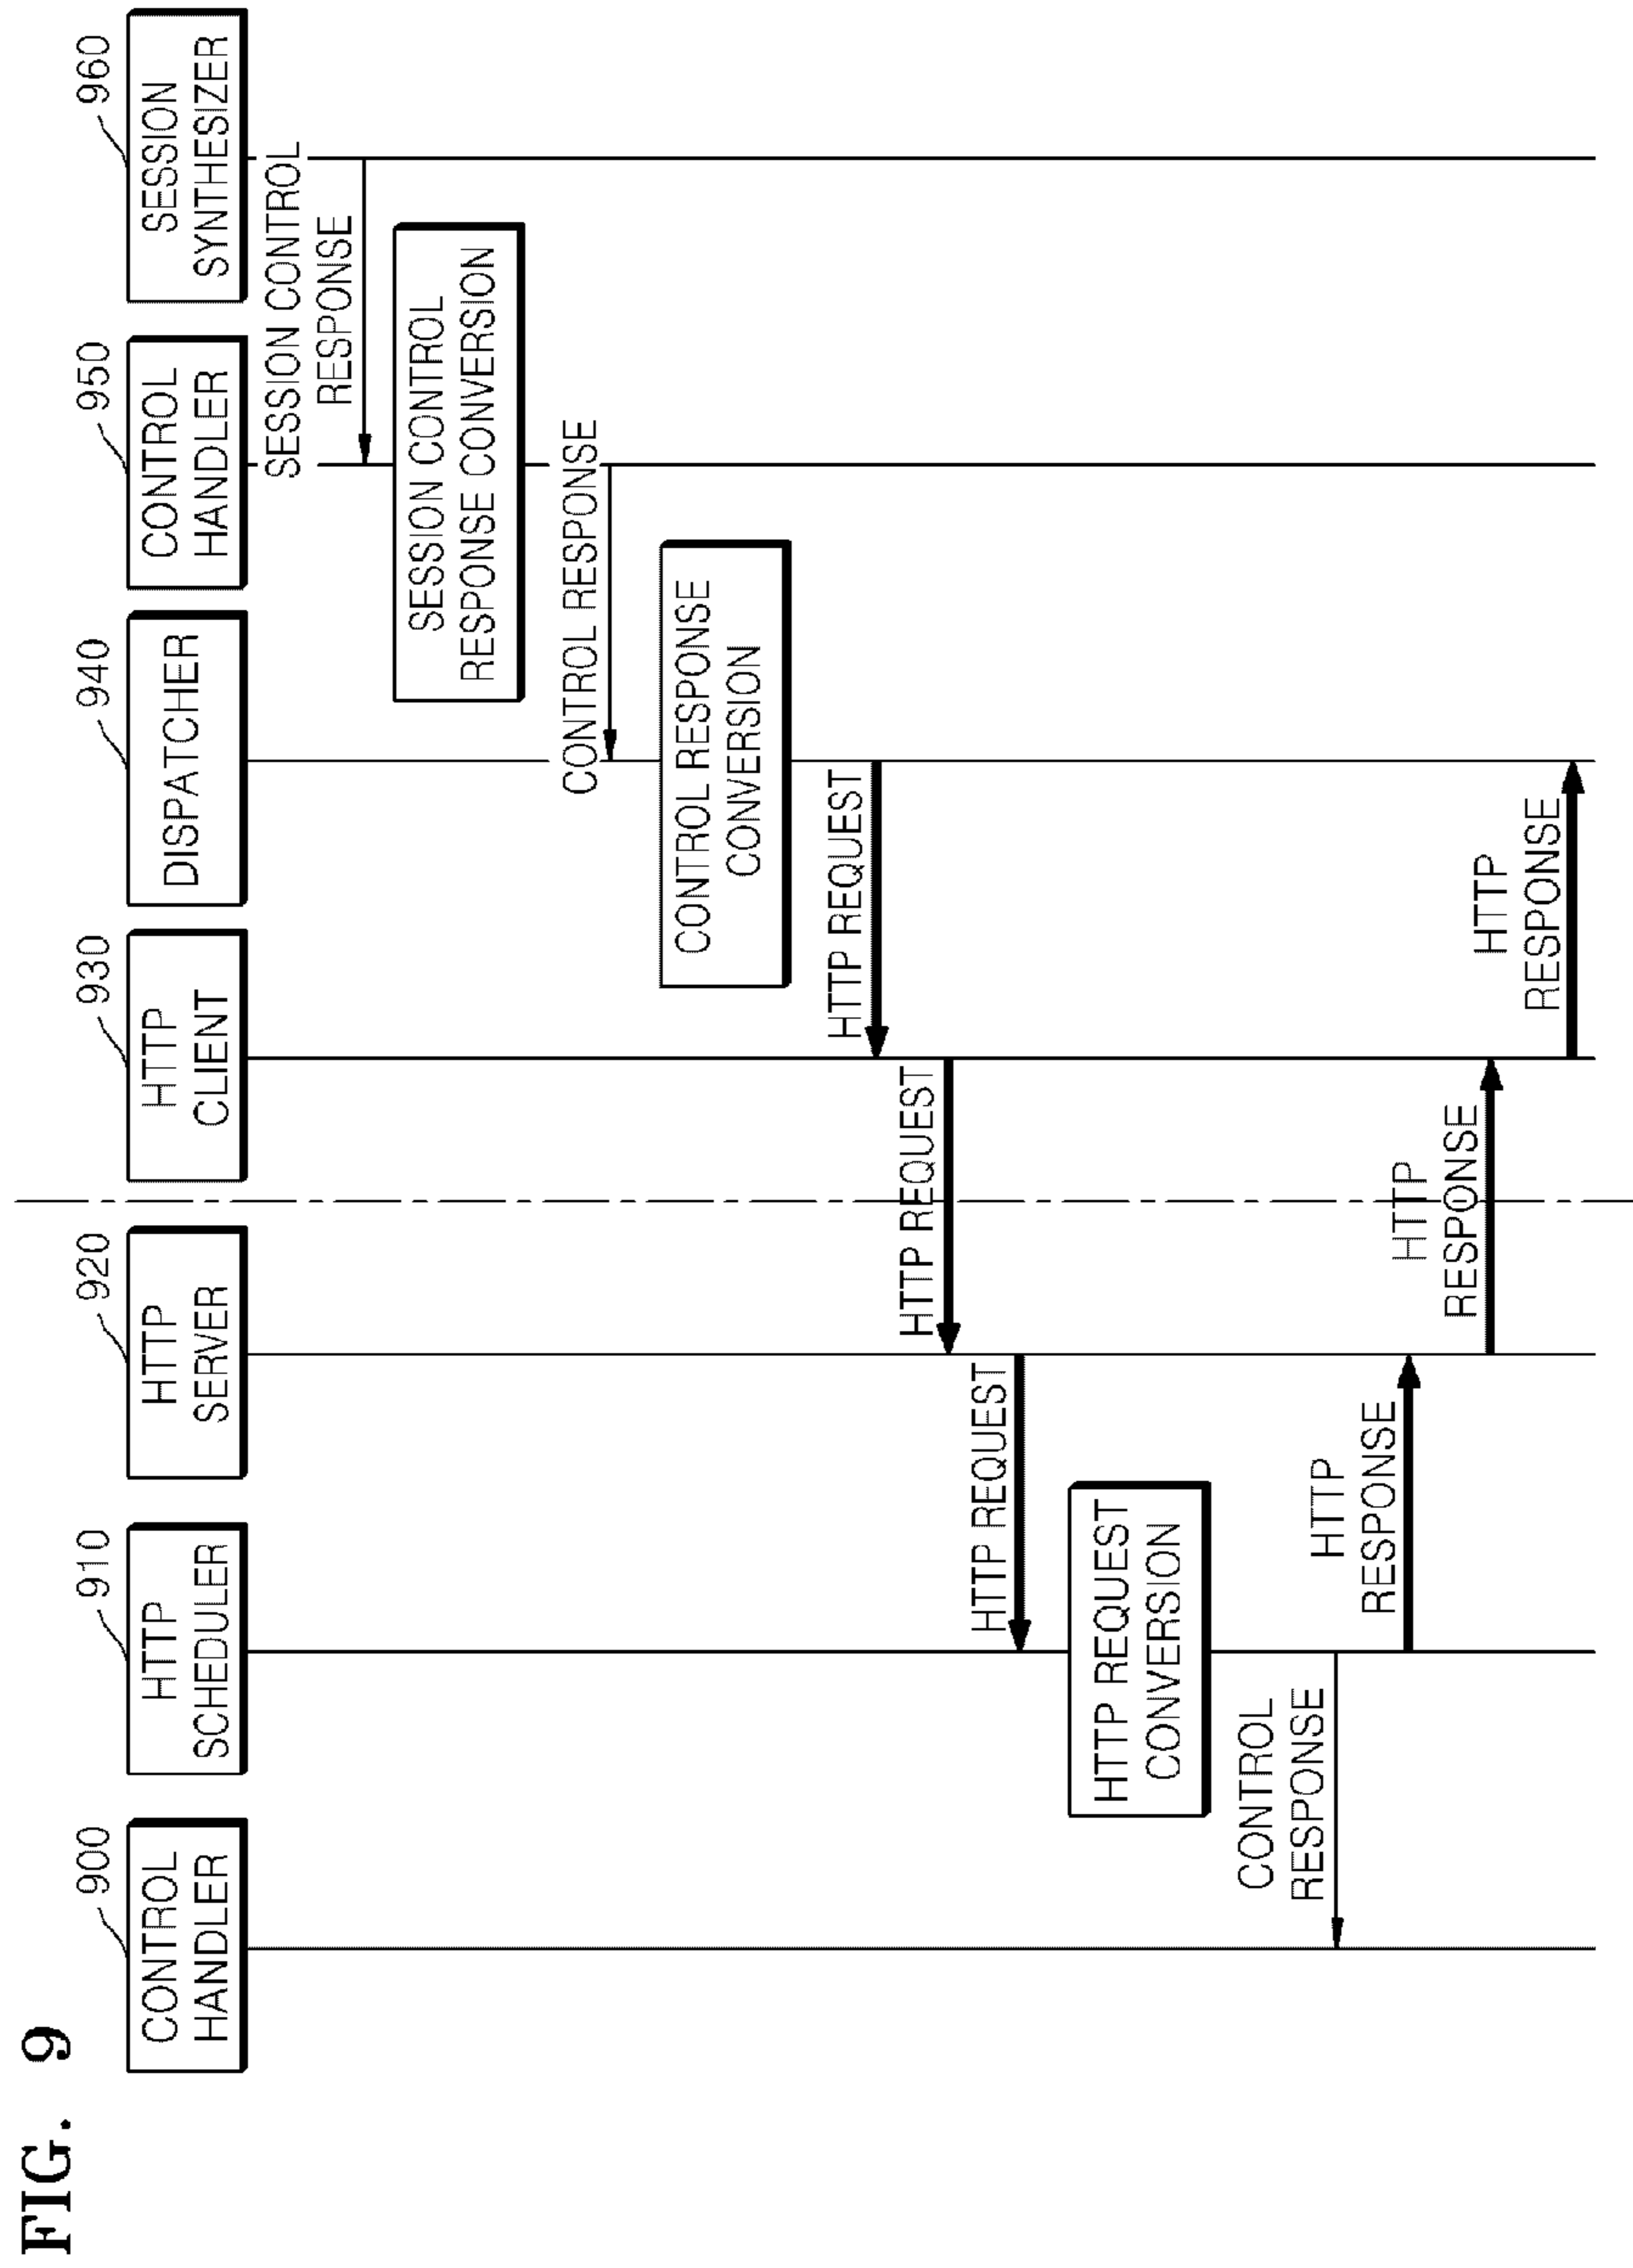 FIG. 9
900
910
920
930
940
950
960
CONTROL
HANDLER
HTTP
SCHEDULER
HTTP
SERVER
HTTP
CLIENT
DISPATCHER
CONTROL
HANDLER
SESSION
SYNTHESIZER
SESSION CONTROL
RESPONSE
SESSION CONTROL
RESPONSE CONVERSION
CONTROL RESPONSE
CONTROL RESPONSE
CONVERSION
HTTP REQUEST
HTTP REQUEST
HTTP REQUEST
HTTP REQUEST
CONVERSION
CONTROL
RESPONSE
HTTP
RESPONSE
HTTP
RESPONSE
HTTP
RESPONSE